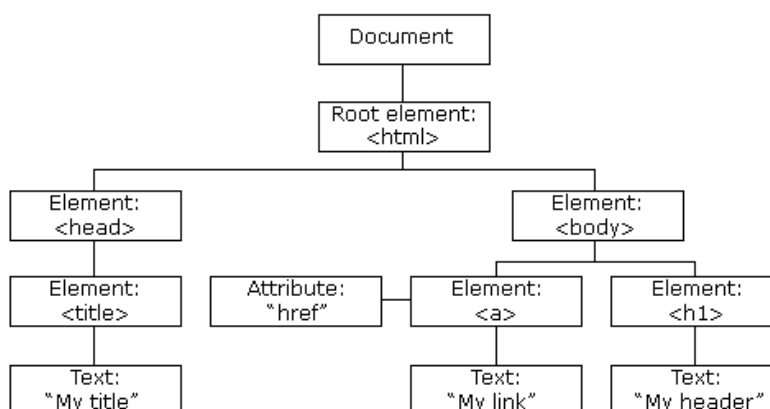 Document
Root element:
<html>
Element:
<head>
Element:
<body>
Element:
<title>
Attribute:
“href”
Element:
<a>
Element:
<h1>
Text:
“My title”
Text:
“My link”
Text:
“My header”